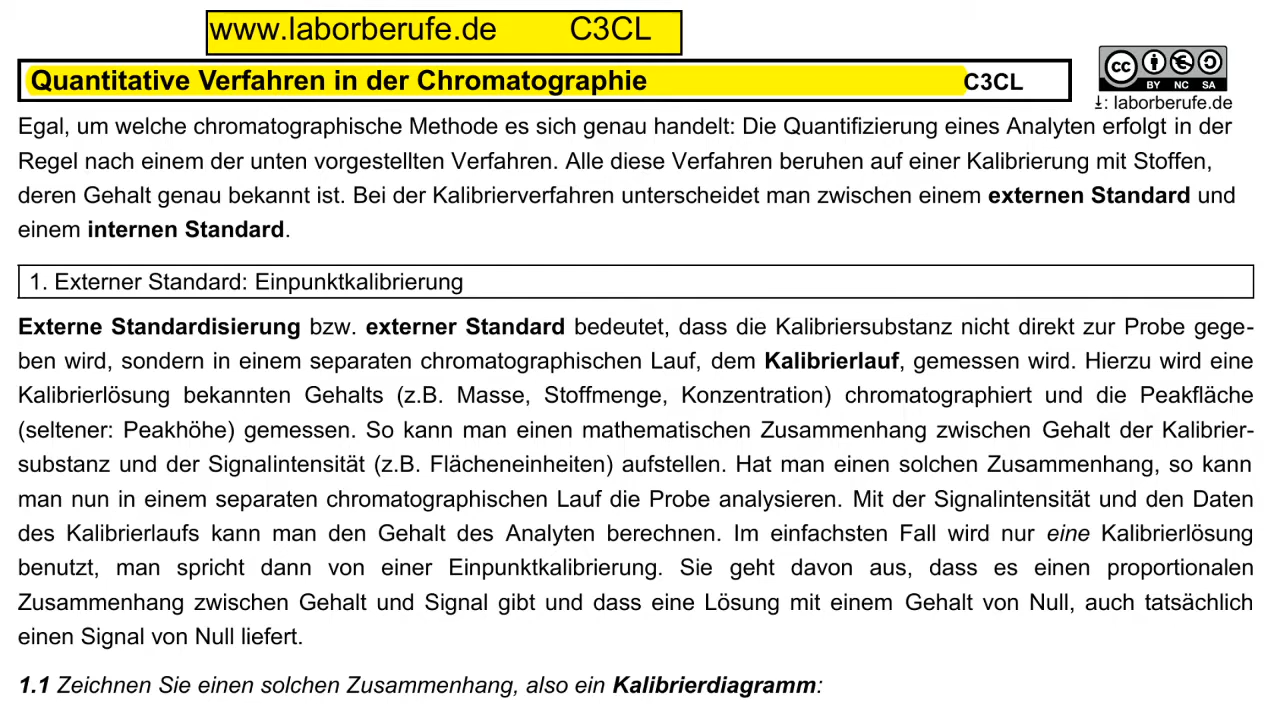 www.laborberufe.de C3CL
Quantitative Verfahren in der Chromatographie C3CL
cc BY NC SA
⤓: laborberufe.de
Egal, um welche chromatographische Methode es sich genau handelt: Die Quantifizierung eines Analyten erfolgt in der
Regel nach einem der unten vorgestellten Verfahren. Alle diese Verfahren beruhen auf einer Kalibrierung mit Stoffen,
deren Gehalt genau bekannt ist. Bei der Kalibrierverfahren unterscheidet man zwischen einem externen Standard und
einem internen Standard.
1. Externer Standard: Einpunktkalibrierung
Externe Standardisierung bzw. externer Standard bedeutet, dass die Kalibriersubstanz nicht direkt zur Probe gege-
ben wird, sondern in einem separaten chromatographischen Lauf, dem Kalibrierlauf, gemessen wird. Hierzu wird eine
Kalibrierlösung bekannten Gehalts (z.B. Masse, Stoffmenge, Konzentration) chromatographiert und die Peakfläche
(seltener: Peakhöhe) gemessen. So kann man einen mathematischen Zusammenhang zwischen Gehalt der Kalibrier-
substanz und der Signalintensität (z.B. Flächeneinheiten) aufstellen. Hat man einen solchen Zusammenhang, so kann
man nun in einem separaten chromatographischen Lauf die Probe analysieren. Mit der Signalintensität und den Daten
des Kalibrierlaufs kann man den Gehalt des Analyten berechnen. Im einfachsten Fall wird nur eine Kalibrierlösung
benutzt, man spricht dann von einer Einpunktkalibrierung. Sie geht davon aus, dass es einen proportionalen
Zusammenhang zwischen Gehalt und Signal gibt und dass eine Lösung mit einem Gehalt von Null, auch tatsächlich
einen Signal von Null liefert.
1.1 Zeichnen Sie einen solchen Zusammenhang, also ein Kalibrierdiagramm: